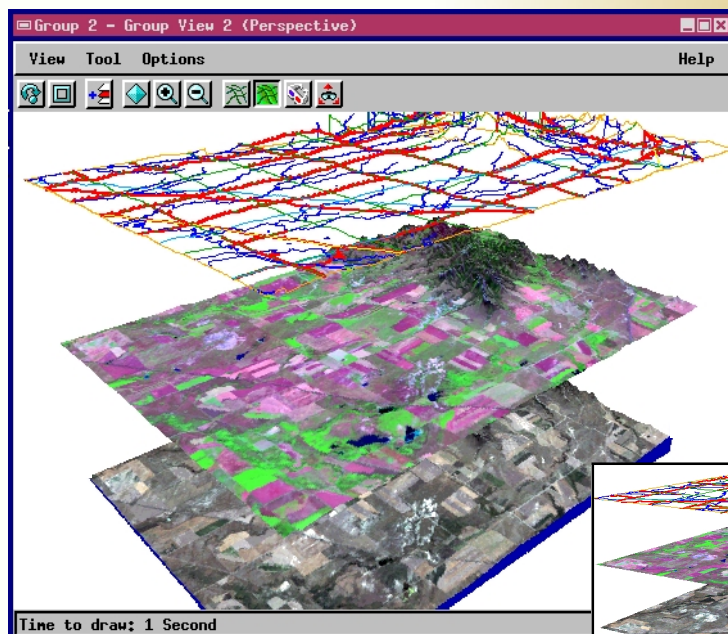 Group 2 - Group View 2 (Perspective)
View Tool Options Help
Time to draw: 1 Second